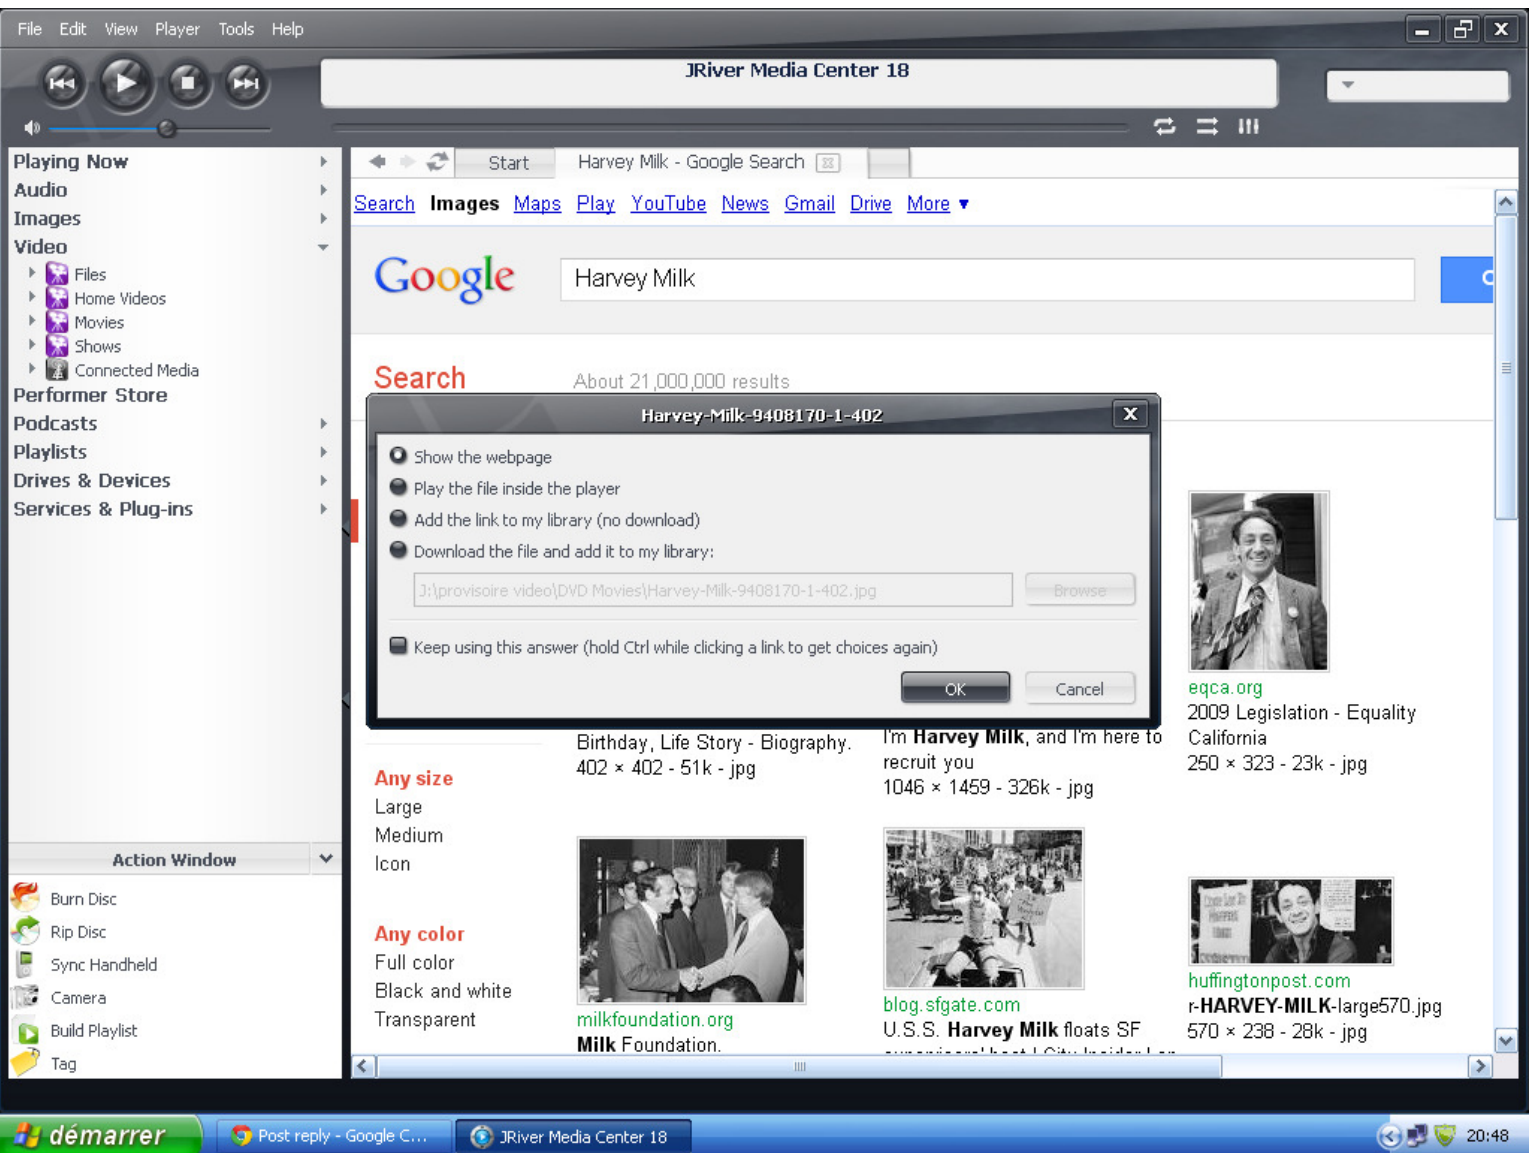 File Edit View Player Tools Help
JRiver Media Center 18
Playing Now
Audio
Images
Video
Files
Home Videos
Movies
Shows
Connected Media
Performer Store
Podcasts
Playlists
Drives & Devices
Services & Plug-ins
Action Window
Burn Disc
Rip Disc
Sync Handheld
Camera
Build Playlist
Tag
Start Harvey Milk - Google Search
Search Images Maps Play YouTube News Gmail Drive More
Google Harvey Milk
Search About 21,000,000 results
Harvey-Milk-9408170-1-402
Show the webpage
Play the file inside the player
Add the link to my library (no download)
Download the file and add it to my library:
J:\provisoire video\DVD Movies\Harvey-Milk-9408170-1-402.jpg Browse
Keep using this answer (hold Ctrl while clicking a link to get choices again)
OK Cancel
Any size
Large
Medium
Icon
Any color
Full color
Black and white
Transparent
Birthday, Life Story - Biography.
402 × 402 - 51k - jpg
I'm Harvey Milk, and I'm here to
recruit you
1046 × 1459 - 326k - jpg
eqca.org
2009 Legislation - Equality
California
250 × 323 - 23k - jpg
milkfoundation.org
Milk Foundation.
blog.sfgate.com
U.S.S. Harvey Milk floats SF
huffingtonpost.com
r-HARVEY-MILK-large570.jpg
570 × 238 - 28k - jpg
démarrer Post reply - Google C... JRiver Media Center 18 20:48